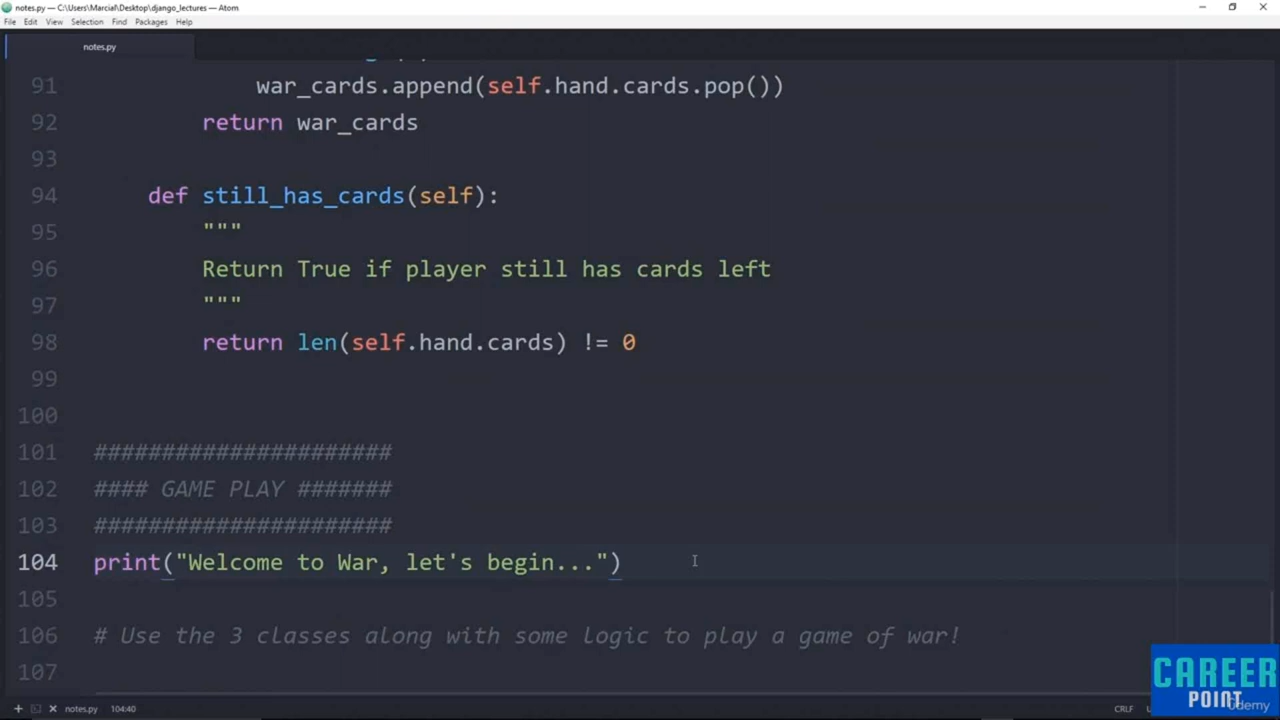 notes.py — C:\Users\Marcial\Desktop\django_lectures — Atom
File Edit View Selection Find Packages Help
notes.py
91 war_cards.append(self.hand.cards.pop())
92 return war_cards
93
94 def still_has_cards(self):
95 """
96 Return True if player still has cards left
97 """
98 return len(self.hand.cards) != 0
99
100
101 ######################
102 #### GAME PLAY #######
103 ######################
104 print("Welcome to War, let's begin...")
105
106 # Use the 3 classes along with some logic to play a game of war!
107
CAREER
POINT
Udemy
notes.py 104:40 CRLF